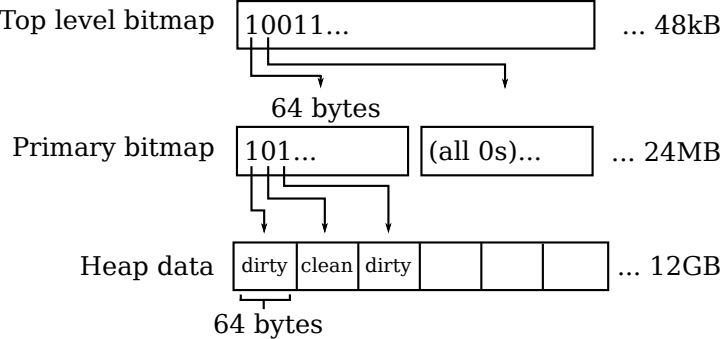 Top level bitmap 10011... ... 48kB
64 bytes
Primary bitmap 101... (all 0s)... ... 24MB
Heap data dirty clean dirty ... 12GB
64 bytes